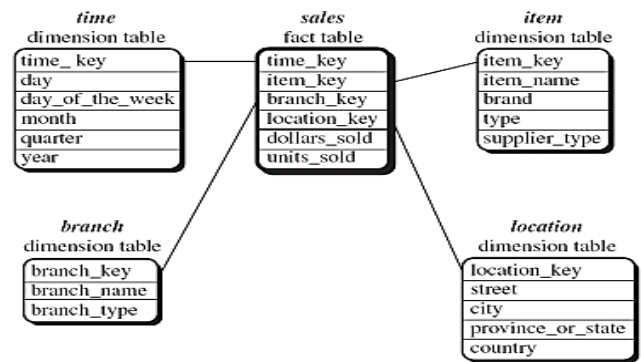 time
dimension table
time_ key
day
day_of_the_week
month
quarter
year
sales
fact table
time_key
item_key
branch_key
location_key
dollars_sold
units_sold
item
dimension table
item_key
item_name
brand
type
supplier_type
branch
dimension table
branch_key
branch_name
branch_type
location
dimension table
location_key
street
city
province_or_state
country